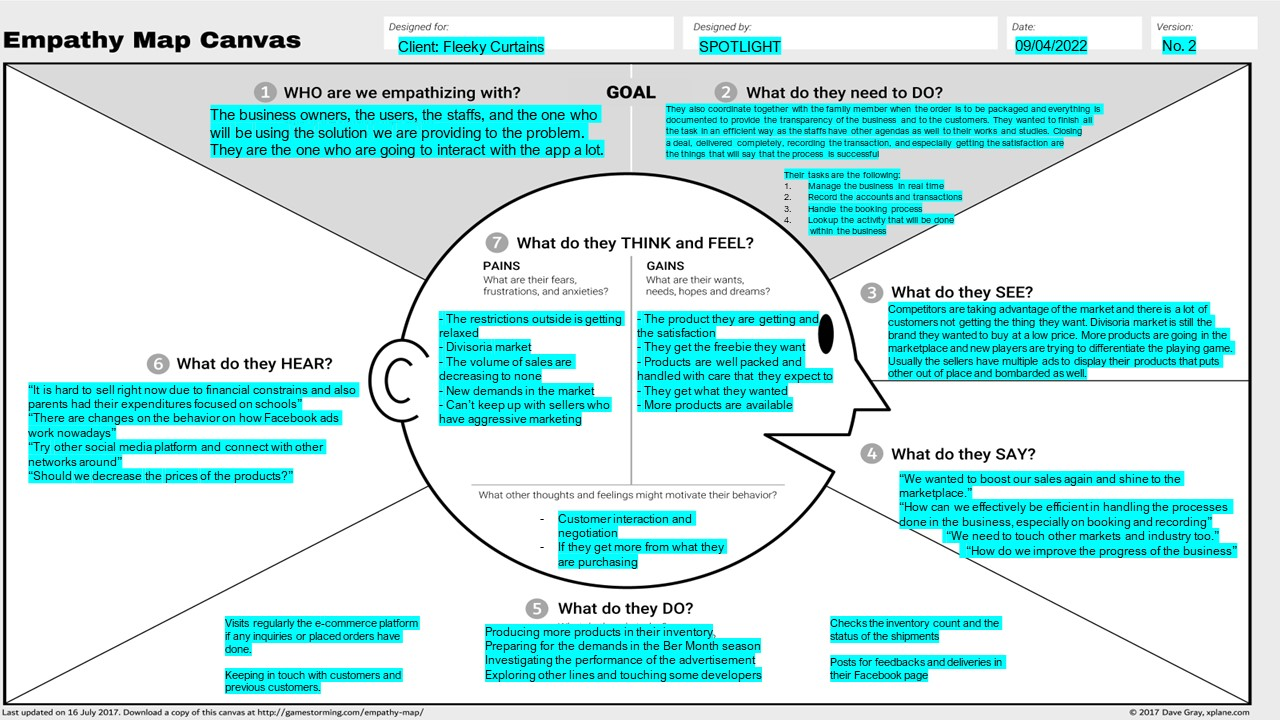 Empathy Map Canvas
Designed for:
Client: Fleeky Curtains
Designed by:
SPOTLIGHT
Date:
09/04/2022
Version:
No. 2
1 WHO are we empathizing with?
The business owners, the users, the staffs, and the one who
will be using the solution we are providing to the problem.
They are the one who are going to interact with the app a lot.
GOAL
2 What do they need to DO?
They also coordinate together with the family member when the order is to be packaged and everything is
documented to provide the transparency of the business and to the customers. They wanted to finish all
the task in an efficient way as the staffs have other agendas as well to their works and studies. Closing
a deal, delivered completely, recording the transaction, and especially getting the satisfaction are
the things that will say that the process is successful
Their tasks are the following:
1. Manage the business in real time
2. Record the accounts and transactions
3. Handle the booking process
4. Lookup the activity that will be done
within the business
3 What do they SEE?
Competitors are taking advantage of the market and there is a lot of
customers not getting the thing they want. Divisoria market is still the
brand they wanted to buy at a low price. More products are going in the
marketplace and new players are trying to differentiate the playing game.
Usually the sellers have multiple ads to display their products that puts
other out of place and bombarded as well.
4 What do they SAY?
“We wanted to boost our sales again and shine to the
marketplace.”
“How can we effectively be efficient in handling the processes
done in the business, especially on booking and recording”
“We need to touch other markets and industry too.”
“How do we improve the progress of the business”
5 What do they DO?
Visits regularly the e-commerce platform
if any inquiries or placed orders have
done.
Keeping in touch with customers and
previous customers.
Producing more products in their inventory,
Preparing for the demands in the Ber Month season
Investigating the performance of the advertisement
Exploring other lines and touching some developers
Checks the inventory count and the
status of the shipments
Posts for feedbacks and deliveries in
their Facebook page
6 What do they HEAR?
“It is hard to sell right now due to financial constrains and also
parents had their expenditures focused on schools”
“There are changes on the behavior on how Facebook ads
work nowadays”
“Try other social media platform and connect with other
networks around”
“Should we decrease the prices of the products?”
7 What do they THINK and FEEL?
PAINS
What are their fears,
frustrations, and anxieties?
- The restrictions outside is getting
relaxed
- Divisoria market
- The volume of sales are
decreasing to none
- New demands in the market
- Can’t keep up with sellers who
have aggressive marketing
GAINS
What are their wants,
needs, hopes and dreams?
- The product they are getting and
the satisfaction
- They get the freebie they want
- Products are well packed and
handled with care that they expect to
- They get what they wanted
- More products are available
What other thoughts and feelings might motivate their behavior?
- Customer interaction and
negotiation
- If they get more from what they
are purchasing
Last updated on 16 July 2017. Download a copy of this canvas at http://gamestorming.com/empathy-map/
© 2017 Dave Gray, xplane.com